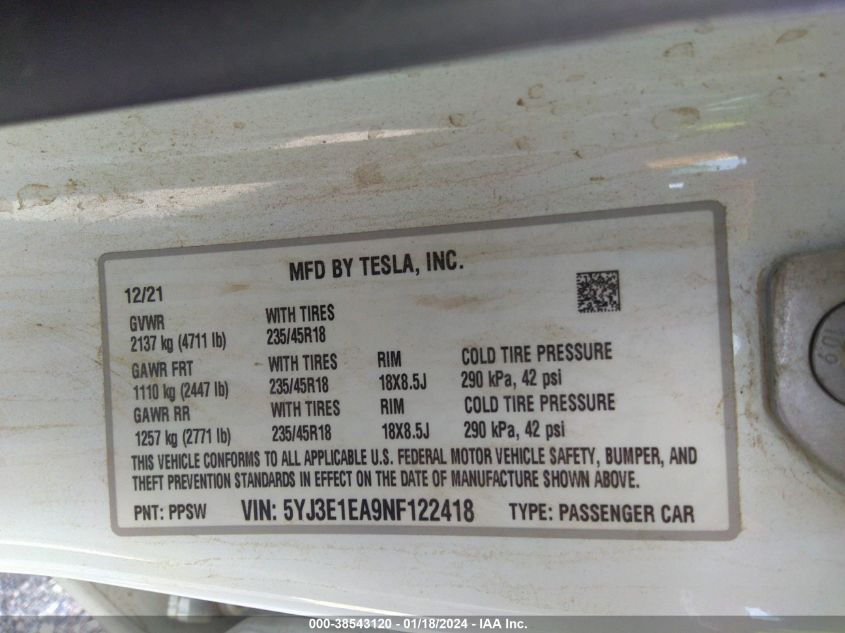 MFD BY TESLA, INC.
12/21
GVWR WITH TIRES
2137 kg (4711 lb) 235/45R18
GAWR FRT WITH TIRES RIM COLD TIRE PRESSURE
1110 kg (2447 lb) 235/45R18 18X8.5J 290 kPa, 42 psi
GAWR RR WITH TIRES RIM COLD TIRE PRESSURE
1257 kg (2771 lb) 235/45R18 18X8.5J 290 kPa, 42 psi
THIS VEHICLE CONFORMS TO ALL APPLICABLE U.S. FEDERAL MOTOR VEHICLE SAFETY, BUMPER, AND
THEFT PREVENTION STANDARDS IN EFFECT ON THE DATE OF MANUFACTURE SHOWN ABOVE.
PNT: PPSW VIN: 5YJ3E1EA9NF122418 TYPE: PASSENGER CAR
10.9
000-38543120 - 01/18/2024 - IAA Inc.